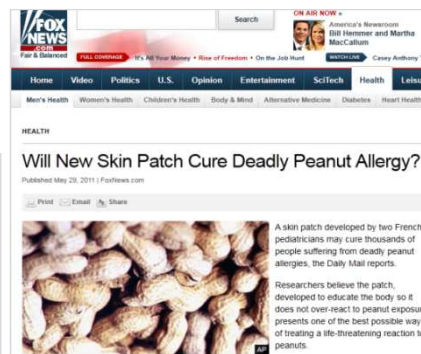 FOX
NEWS
.com
Fair & Balanced
Search
ON AIR NOW »
America's Newsroom
Bill Hemmer and Martha
MacCallum
FULL COVERAGE It's All Your Money • Rise of Freedom • On the Job Hunt
WATCH LIVE Casey Anthony
Home Video Politics U.S. Opinion Entertainment SciTech Health Leisu
Men's Health Women's Health Children's Health Body & Mind Alternative Medicine Diabetes Heart Health
HEALTH
Will New Skin Patch Cure Deadly Peanut Allergy?
Published May 29, 2011 | FoxNews.com
Print Email Share
A skin patch developed by two French
pediatricians may cure thousands of
people suffering from deadly peanut
allergies, the Daily Mail reports.
Researchers believe the patch,
developed to educate the body so it
does not over-react to peanut exposur
presents one of the best possible way
of treating a life-threatening reaction t
peanuts.
AP